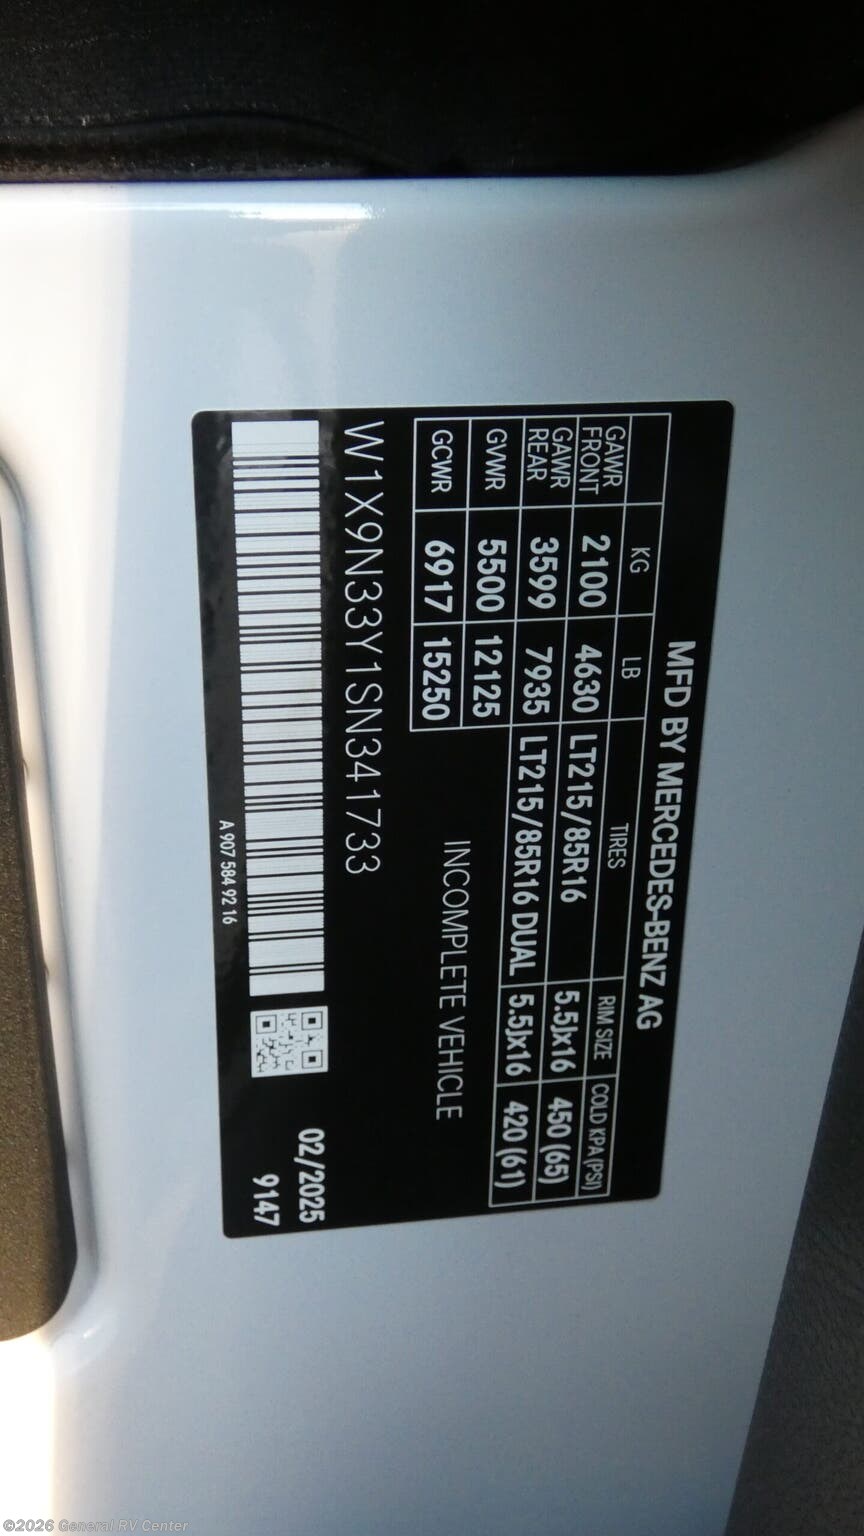 MFD BY MERCEDES-BENZ AG
KG LB TIRES RIM SIZE COLD KPA (PSI)
GAWR FRONT 2100 4630 LT215/85R16 5.5Jx16 450 (65)
GAWR REAR 3599 7935 LT215/85R16 DUAL 5.5Jx16 420 (61)
GVWR 5500 12125
GCWR 6917 15250
INCOMPLETE VEHICLE
W1X9N33Y1SN341733
02/2025
9147
A 907 584 92 16
©2026 General RV Center